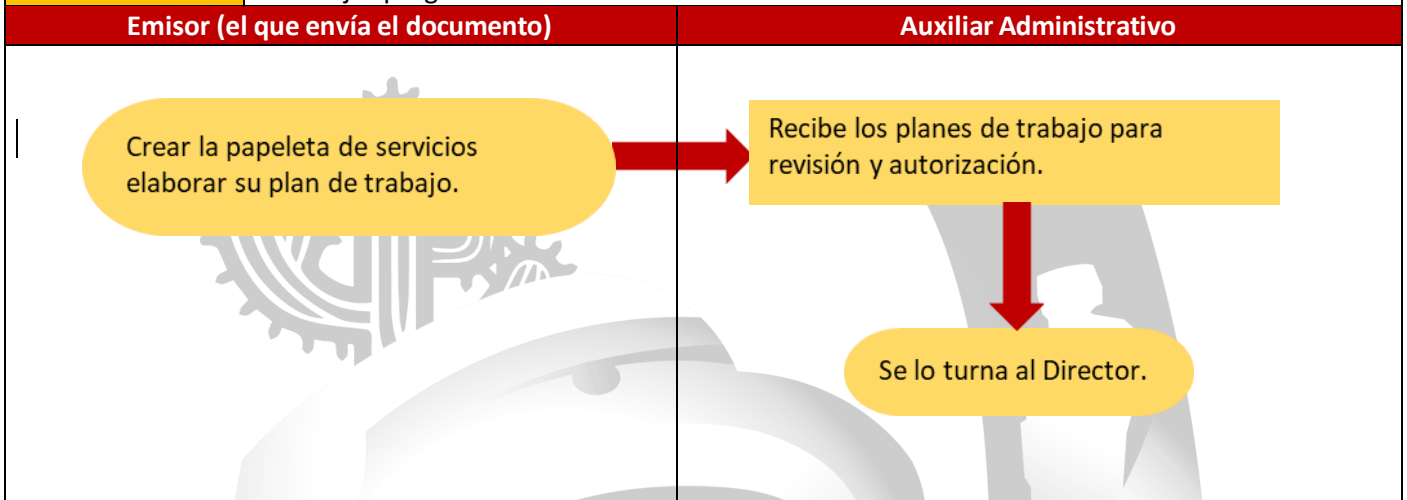 Emisor (el que envía el documento)
Auxiliar Administrativo
Crear la papeleta de servicios
elaborar su plan de trabajo.
Recibe los planes de trabajo para
revisión y autorización.
Se lo turna al Director.